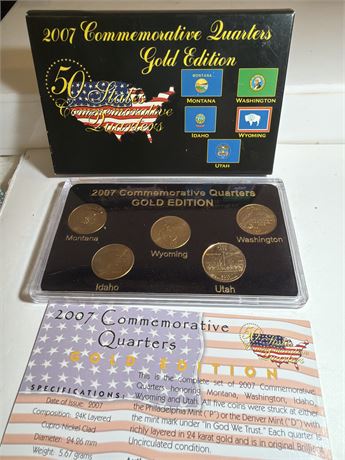 2007 Commemorative Quarters
Gold Edition
50 State
Commemorative
Quarters
MONTANA
WASHINGTON
IDAHO
WYOMING
UTAH
2007 Commemorative Quarters
GOLD EDITION
Montana
Wyoming
Washington
Idaho
Utah
2007 Commemorative
Quarters
GOLD EDITION
SPECIFICATIONS:
Date of Issue: 2007
Composition: 24K Layered
Cupro-Nickel Clad
Diameter: 24.26 mm
Weight: 5.67 grams
This is the complete set of 2007 Commemorative
Quarters honoring Montana, Washington, Idaho,
Wyoming and Utah. All five coins were struck at either
the Philadelphia Mint ("P") or the Denver Mint ("D") with
the mint mark under "In God We Trust." Each quarter is
richly layered in 24 karat gold and is in original Brilliant
Uncirculated condition.